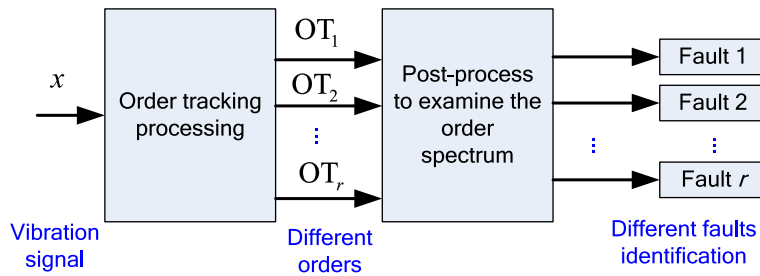 x
Order tracking
processing
OT1
OT2
⋮
OTr
Post-process
to examine the
order
spectrum
⋮
Fault 1
Fault 2
⋮
Fault r
Vibration
signal
Different
orders
Different faults
identification